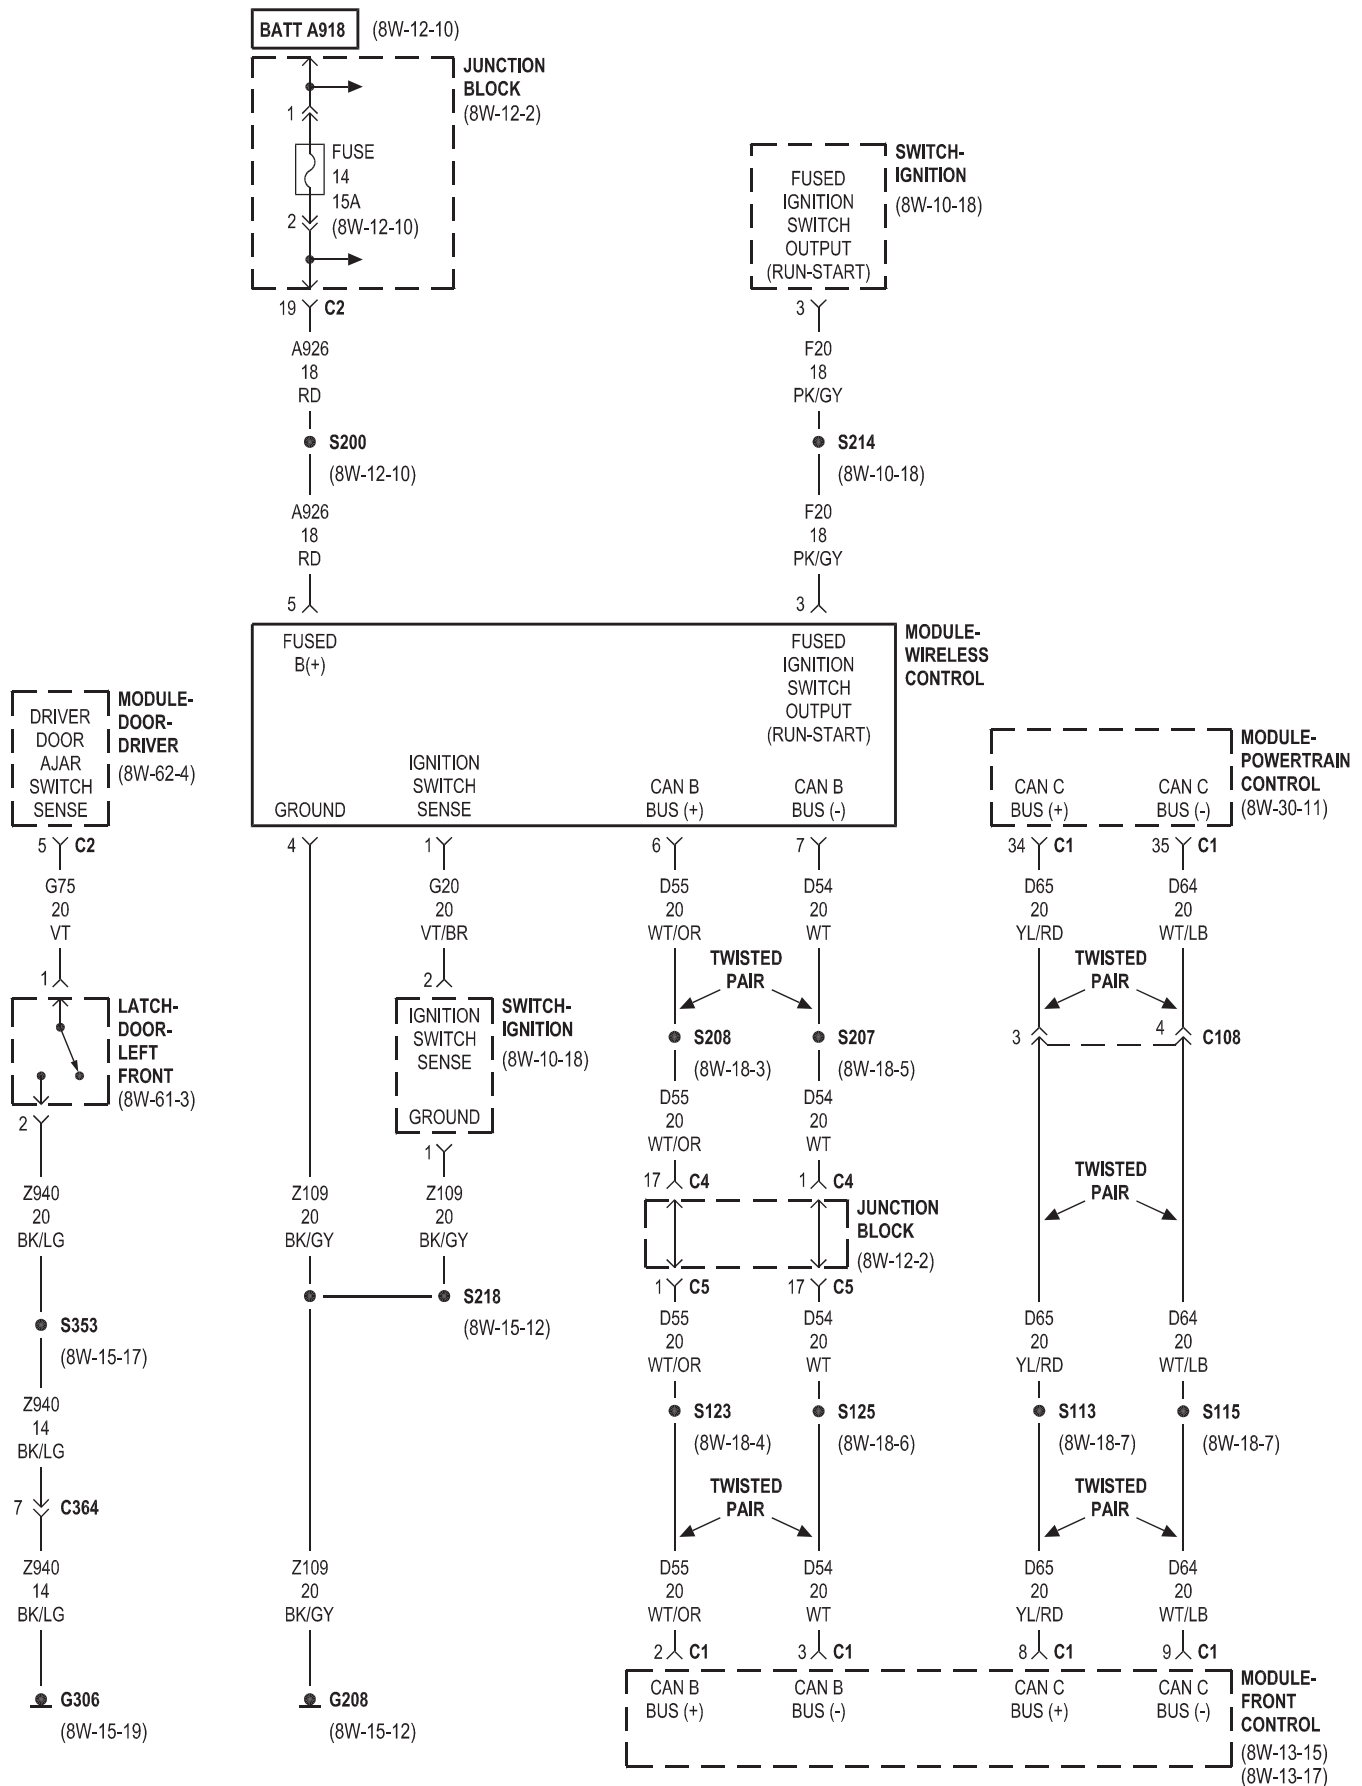 BATT A918 (8W-12-10)
JUNCTION
BLOCK
(8W-12-2)
1
FUSE
14
15A
2
(8W-12-10)
19 C2
A926
18
RD
S200
(8W-12-10)
A926
18
RD
5
SWITCH-
IGNITION
(8W-10-18)
FUSED
IGNITION
SWITCH
OUTPUT
(RUN-START)
3
F20
18
PK/GY
S214
(8W-10-18)
F20
18
PK/GY
3
MODULE-
WIRELESS
CONTROL
FUSED
B(+)
FUSED
IGNITION
SWITCH
OUTPUT
(RUN-START)
GROUND
IGNITION
SWITCH
SENSE
CAN B
BUS (+)
CAN B
BUS (-)
MODULE-
DOOR-
DRIVER
(8W-62-4)
DRIVER
DOOR
AJAR
SWITCH
SENSE
5 C2
G75
20
VT
1
LATCH-
DOOR-
LEFT
FRONT
(8W-61-3)
2
Z940
20
BK/LG
S353
(8W-15-17)
Z940
14
BK/LG
7 C364
Z940
14
BK/LG
G306
(8W-15-19)
4
Z109
20
BK/GY
1
G20
20
VT/BR
2
SWITCH-
IGNITION
(8W-10-18)
IGNITION
SWITCH
SENSE
GROUND
1
Z109
20
BK/GY
S218
(8W-15-12)
Z109
20
BK/GY
G208
(8W-15-12)
6 7
D55 D54
20 20
WT/OR WT
TWISTED
PAIR
S208 S207
(8W-18-3) (8W-18-5)
D55 D54
20 20
WT/OR WT
17 C4 1 C4
JUNCTION
BLOCK
(8W-12-2)
1 C5 17 C5
D55 D54
20 20
WT/OR WT
S123 S125
(8W-18-4) (8W-18-6)
TWISTED
PAIR
D55 D54
20 20
WT/OR WT
2 C1 3 C1
MODULE-
POWERTRAIN
CONTROL
(8W-30-11)
CAN C CAN C
BUS (+) BUS (-)
34 C1 35 C1
D65 D64
20 20
YL/RD WT/LB
TWISTED
PAIR
3 4 C108
TWISTED
PAIR
D65 D64
20 20
YL/RD WT/LB
S113 S115
(8W-18-7) (8W-18-7)
TWISTED
PAIR
D65 D64
20 20
YL/RD WT/LB
8 C1 9 C1
CAN B CAN B CAN C CAN C
BUS (+) BUS (-) BUS (+) BUS (-)
MODULE-
FRONT
CONTROL
(8W-13-15)
(8W-13-17)